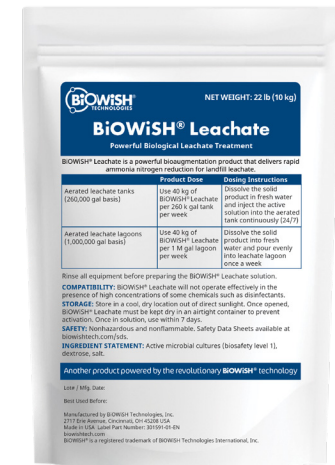 BiOWiSH®
TECHNOLOGIES
NET WEIGHT: 22 lb (10 kg)
BiOWiSH® Leachate
Powerful Biological Leachate Treatment
BiOWiSH® Leachate is a powerful bioaugmentation product that delivers rapid
ammonia nitrogen reduction for landfill leachate.
Product Dose Dosing Instructions
Aerated leachate tanks
(260,000 gal basis)
Use 40 kg of
BiOWiSH® Leachate
per 260 k gal tank
per week
Dissolve the solid
product in fresh water
and inject the active
solution into the aerated
tank continuously (24/7)
Aerated leachate lagoons
(1,000,000 gal basis)
Use 40 kg of
BiOWiSH® Leachate
per 1 M gal lagoon
per week
Dissolve the solid
product into fresh
water and pour evenly
into leachate lagoon
once a week
Rinse all equipment before preparing the BiOWiSH® Leachate solution.
COMPATIBILITY: BiOWiSH® Leachate will not operate effectively in the
presence of high concentrations of some chemicals such as disinfectants.
STORAGE: Store in a cool, dry location out of direct sunlight. Once opened,
BiOWiSH® Leachate must be kept dry in an airtight container to prevent
activation. Once in solution, use within 7 days.
SAFETY: Nonhazardous and nonflammable. Safety Data Sheets available at
biowishtech.com/sds.
INGREDIENT STATEMENT: Active microbial cultures (biosafety level 1),
dextrose, salt.
Another product powered by the revolutionary BiOWiSH® technology
Lot# / Mfg. Date:
Best Used Before:
Manufactured by BiOWiSH Technologies, Inc.
2717 Erie Avenue, Cincinnati, OH 45208 USA
Made in USA Label Part Number: 301591-01-EN
biowishtech.com
BiOWiSH® is a registered trademark of BiOWiSH Technologies International, Inc.